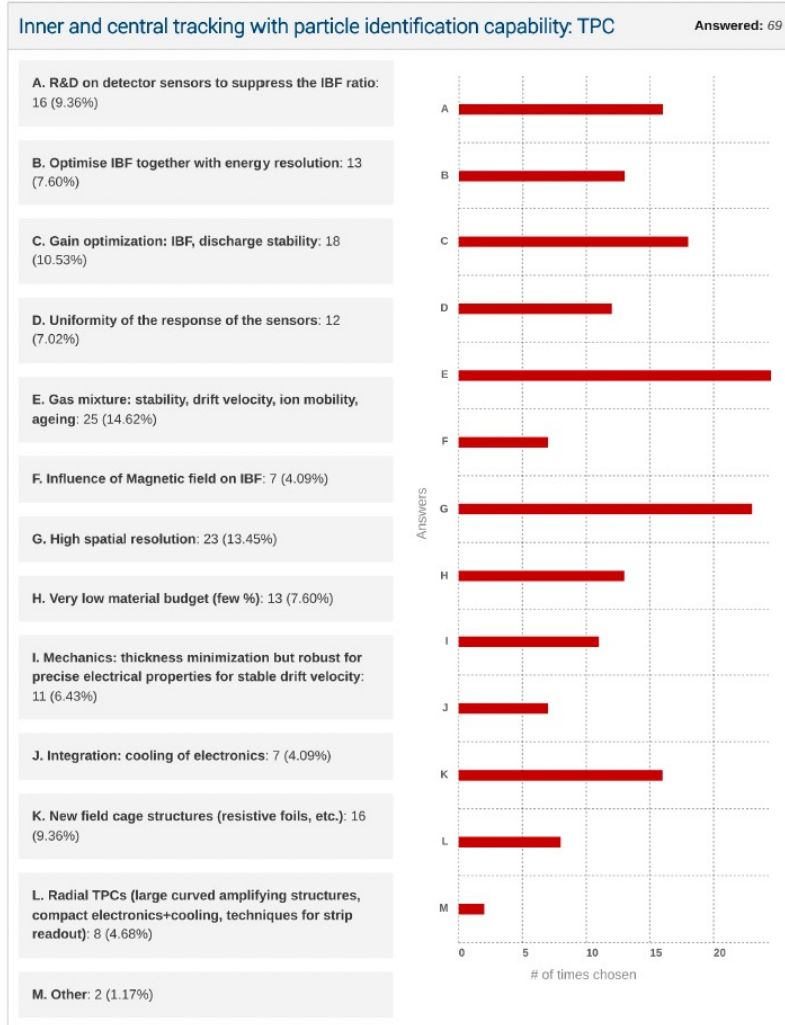 Inner and central tracking with particle identification capability: TPC
Answered: 69
A. R&D on detector sensors to suppress the IBF ratio:
16 (9.36%)
B. Optimise IBF together with energy resolution: 13
(7.60%)
C. Gain optimization: IBF, discharge stability: 18
(10.53%)
D. Uniformity of the response of the sensors: 12
(7.02%)
E. Gas mixture: stability, drift velocity, ion mobility,
ageing: 25 (14.62%)
F. Influence of Magnetic field on IBF: 7 (4.09%)
G. High spatial resolution: 23 (13.45%)
H. Very low material budget (few %): 13 (7.60%)
I. Mechanics: thickness minimization but robust for
precise electrical properties for stable drift velocity:
11 (6.43%)
J. Integration: cooling of electronics: 7 (4.09%)
K. New field cage structures (resistive foils, etc.): 16
(9.36%)
L. Radial TPCs (large curved amplifying structures,
compact electronics+cooling, techniques for strip
readout): 8 (4.68%)
M. Other: 2 (1.17%)
Answers
A
B
C
D
E
F
G
H
I
J
K
L
M
0 5 10 15 20
# of times chosen